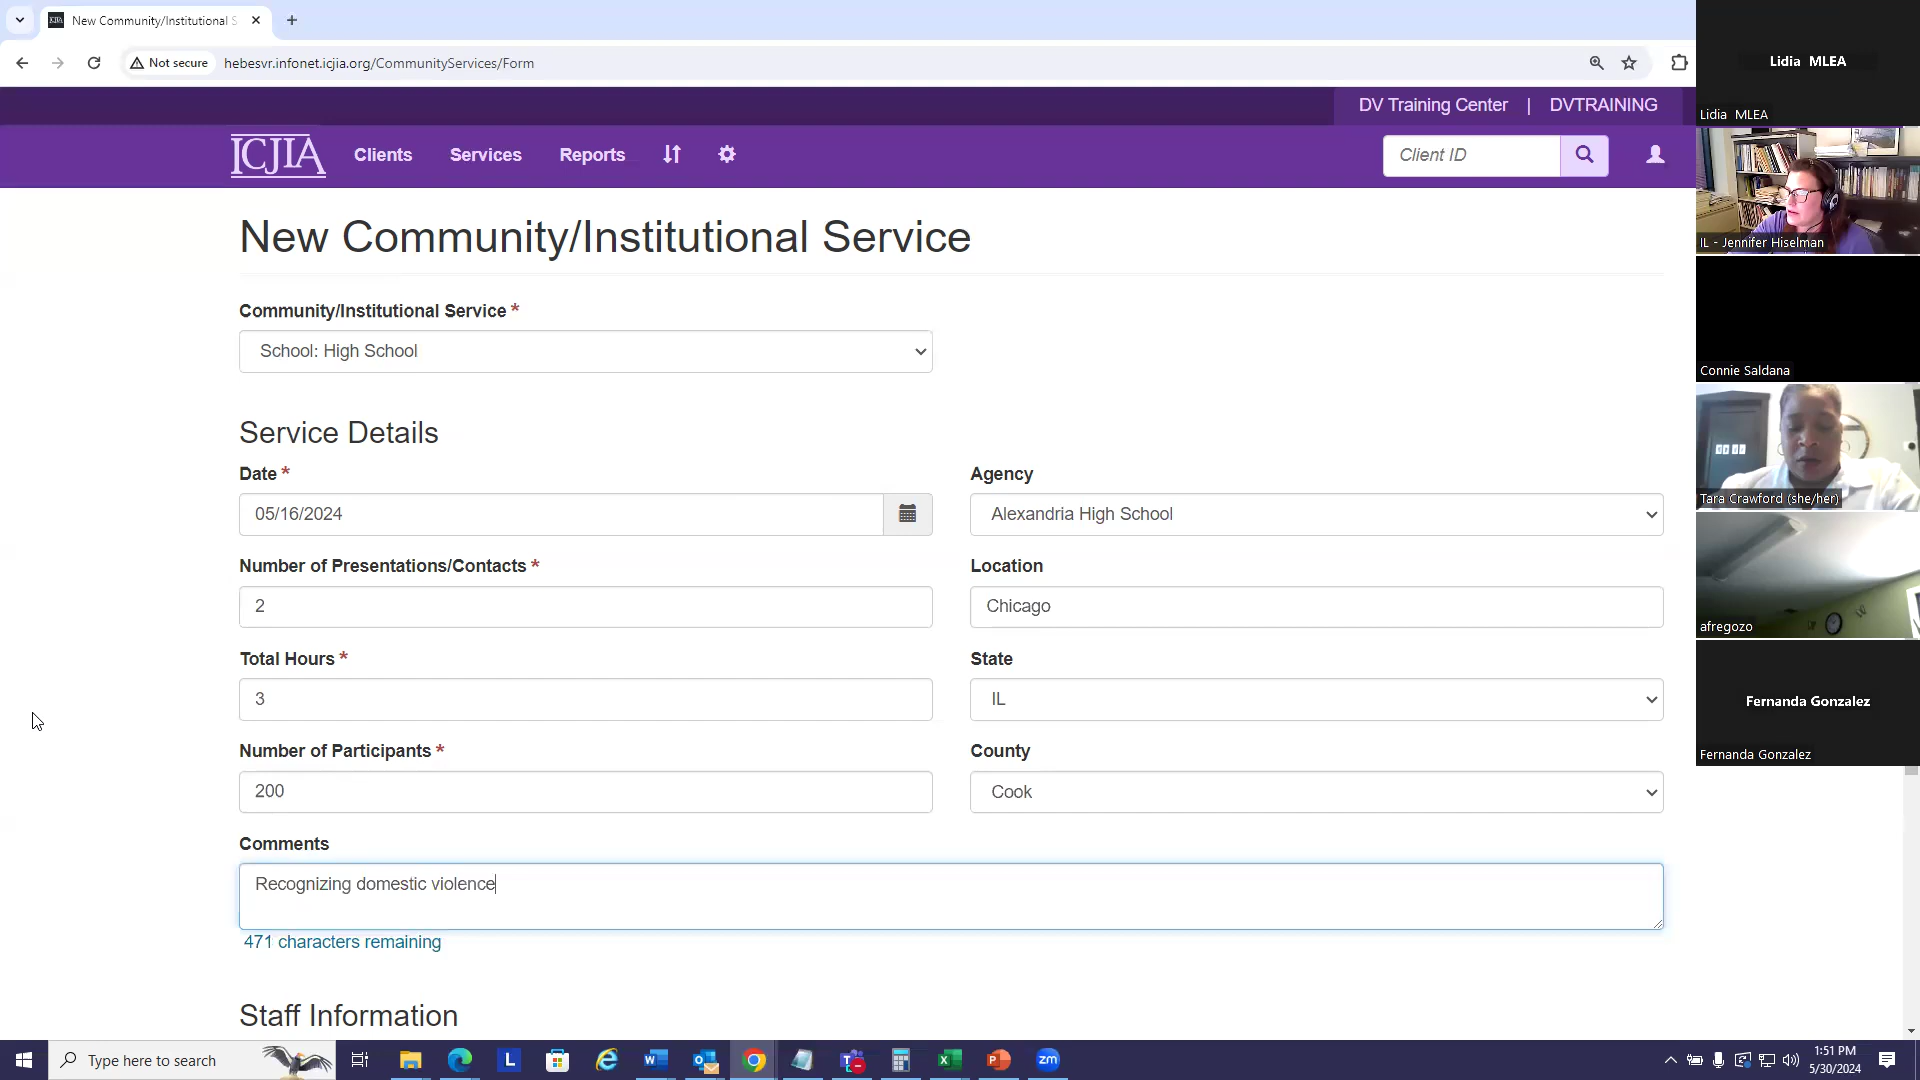 New Community/Institutional S
Not secure
hebesvr.infonet.icjia.org/CommunityServices/Form
DV Training Center | DVTRAINING
ICJIA
Clients
Services
Reports
Client ID
New Community/Institutional Service
Community/Institutional Service *
School: High School
Service Details
Date *
Agency
05/16/2024
Alexandria High School
Number of Presentations/Contacts *
Location
2
Chicago
Total Hours *
State
3
IL
Number of Participants *
County
200
Cook
Comments
Recognizing domestic violence
471 characters remaining
Staff Information
Lidia MLEA
Lidia MLEA
IL - Jennifer Hiselman
Connie Saldana
Tara Crawford (she/her)
afregozo
Fernanda Gonzalez
Fernanda Gonzalez
Type here to search
L
zm
1:51 PM
5/30/2024